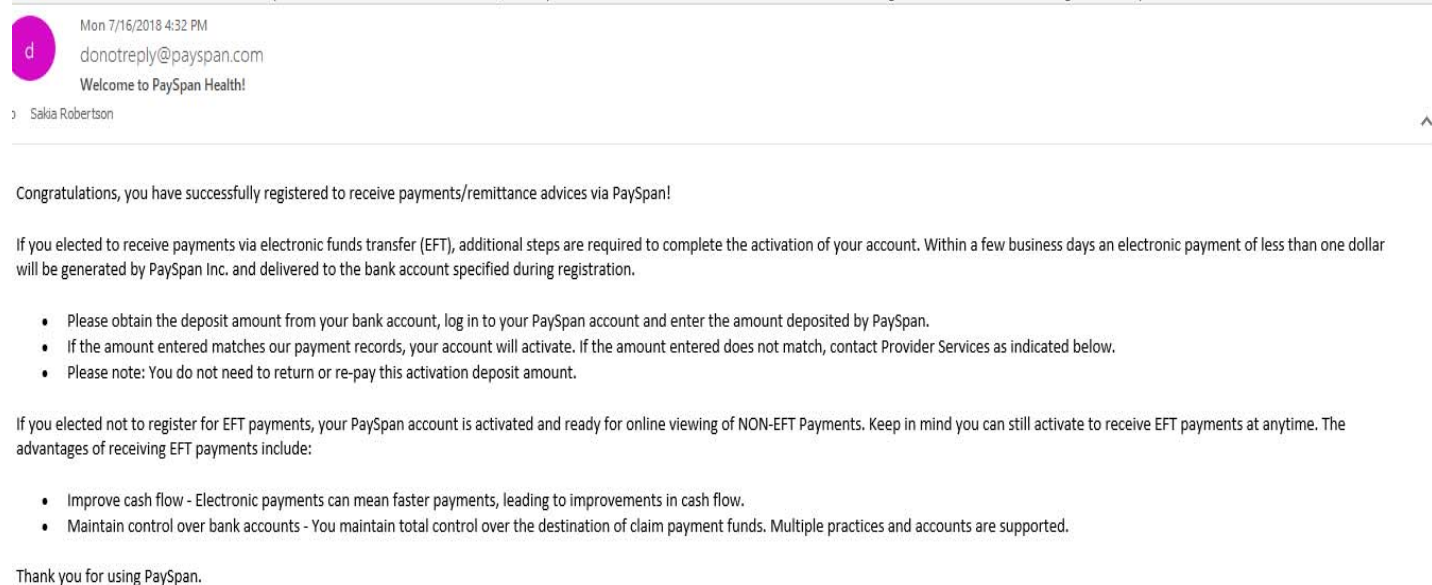 d
Mon 7/16/2018 4:32 PM
donotreply@payspan.com
Welcome to PaySpan Health!
Sakia Robertson
Congratulations, you have successfully registered to receive payments/remittance advices via PaySpan!
If you elected to receive payments via electronic funds transfer (EFT), additional steps are required to complete the activation of your account. Within a few business days an electronic payment of less than one dollar
will be generated by PaySpan Inc. and delivered to the bank account specified during registration.
• Please obtain the deposit amount from your bank account, log in to your PaySpan account and enter the amount deposited by PaySpan.
• If the amount entered matches our payment records, your account will activate. If the amount entered does not match, contact Provider Services as indicated below.
• Please note: You do not need to return or re-pay this activation deposit amount.
If you elected not to register for EFT payments, your PaySpan account is activated and ready for online viewing of NON-EFT Payments. Keep in mind you can still activate to receive EFT payments at anytime. The
advantages of receiving EFT payments include:
• Improve cash flow - Electronic payments can mean faster payments, leading to improvements in cash flow.
• Maintain control over bank accounts - You maintain total control over the destination of claim payment funds. Multiple practices and accounts are supported.
Thank you for using PaySpan.